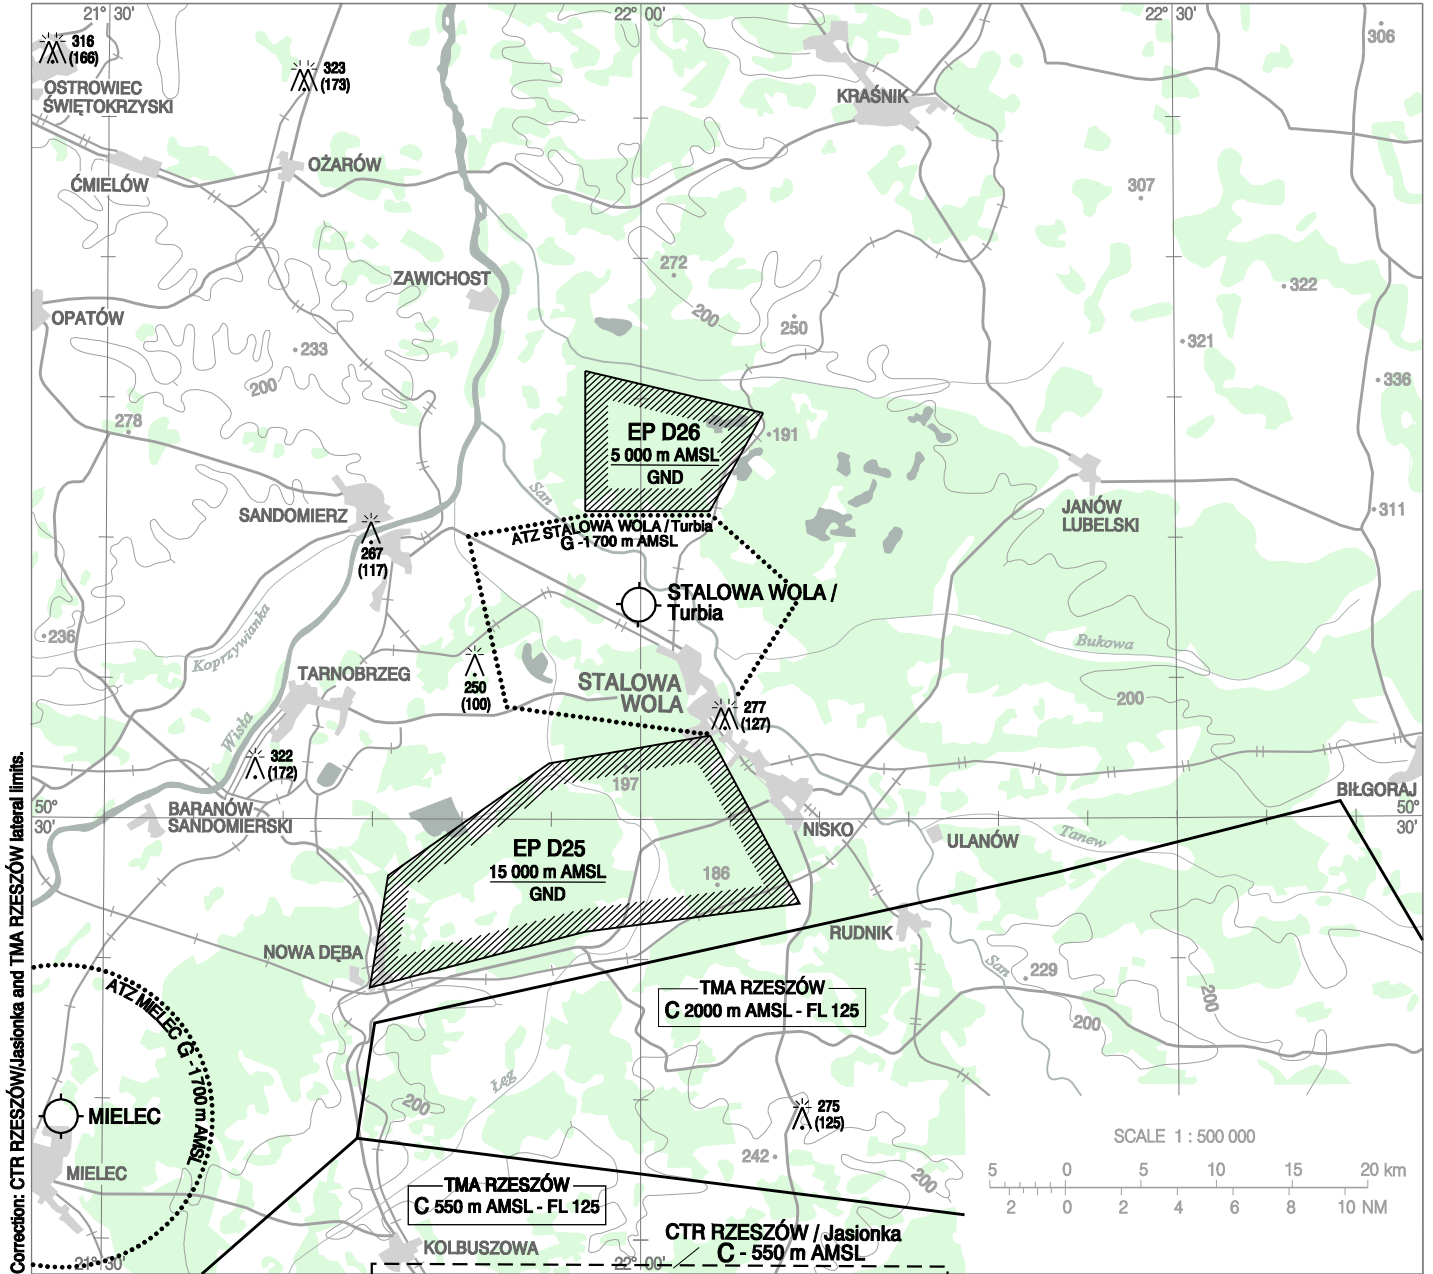 21° 30'
22° 00'
22° 30'
316
(166)
OSTROWIEC
ŚWIĘTOKRZYSKI
323
(173)
306
KRAŚNIK
OŻARÓW
ĆMIELÓW
307
ZAWICHOST
272
322
OPATÓW
200
250
233
321
200
336
278
EP D26
5 000 m AMSL
GND
191
San
SANDOMIERZ
JANÓW
LUBELSKI
311
ATZ STALOWA WOLA / Turbia
G - 1700 m AMSL
267
(117)
STALOWA WOLA /
Turbia
Koprzywianka
236
Bukowa
TARNOBRZEG
250
(100)
STALOWA
WOLA
200
277
(127)
Wisła
322
(172)
197
BIŁGORAJ
50°
30'
50°
30'
BARANÓW
SANDOMIERSKI
NISKO
ULANÓW
Tanew
EP D25
15 000 m AMSL
GND
186
RUDNIK
NOWA DĘBA
San
229
200
TMA RZESZÓW
C 2000 m AMSL - FL 125
200
ATZ MIELEC G - 1700 m AMSL
Łęg
200
MIELEC
275
(125)
SCALE 1 : 500 000
242
MIELEC
5 0 5 10 15 20 km
2 0 2 4 6 8 10 NM
200
TMA RZESZÓW
C 550 m AMSL - FL 125
CTR RZESZÓW / Jasionka
C - 550 m AMSL
KOLBUSZOWA
21° 30'
22° 00'
Correction: CTR RZESZÓW/Jasionka and TMA RZESZÓW lateral limits.